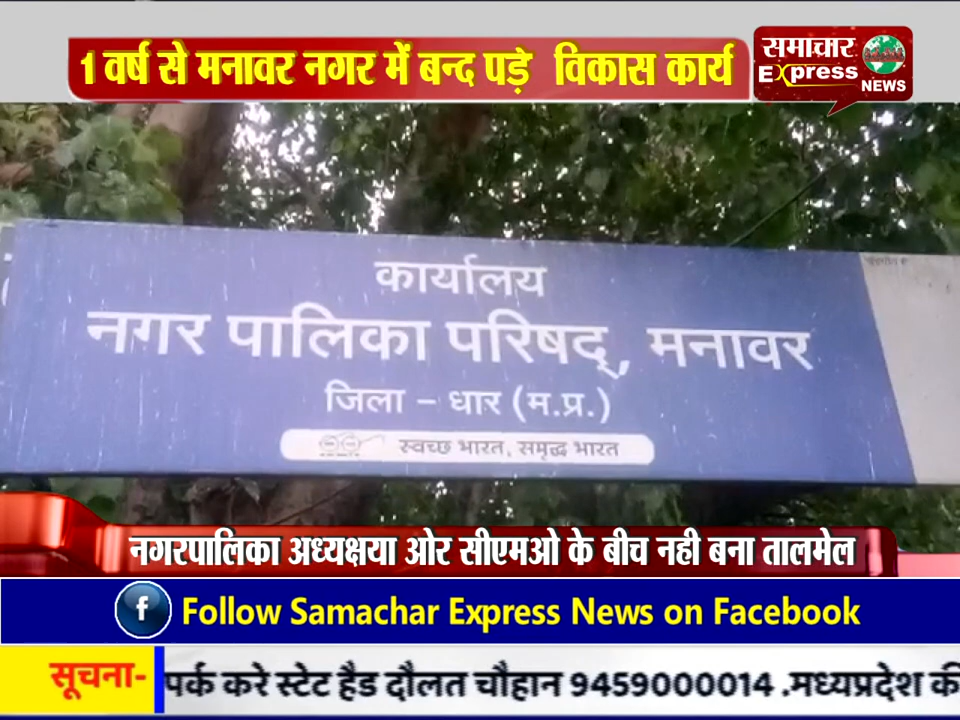 1 वर्ष से मनावर नगर में बन्द पड़े विकास कार्य
समाचार
Express
NEWS
कार्यालय
नगर पालिका परिषद्, मनावर
जिला – धार (म.प्र.)
स्वच्छ भारत, समृद्ध भारत
नगरपालिका अध्यक्षया ओर सीएमओ के बीच नही बना तालमेल
f Follow Samachar Express News on Facebook
सूचना- पर्क करे स्टेट हैड दौलत चौहान 9459000014 .मध्यप्रदेश की